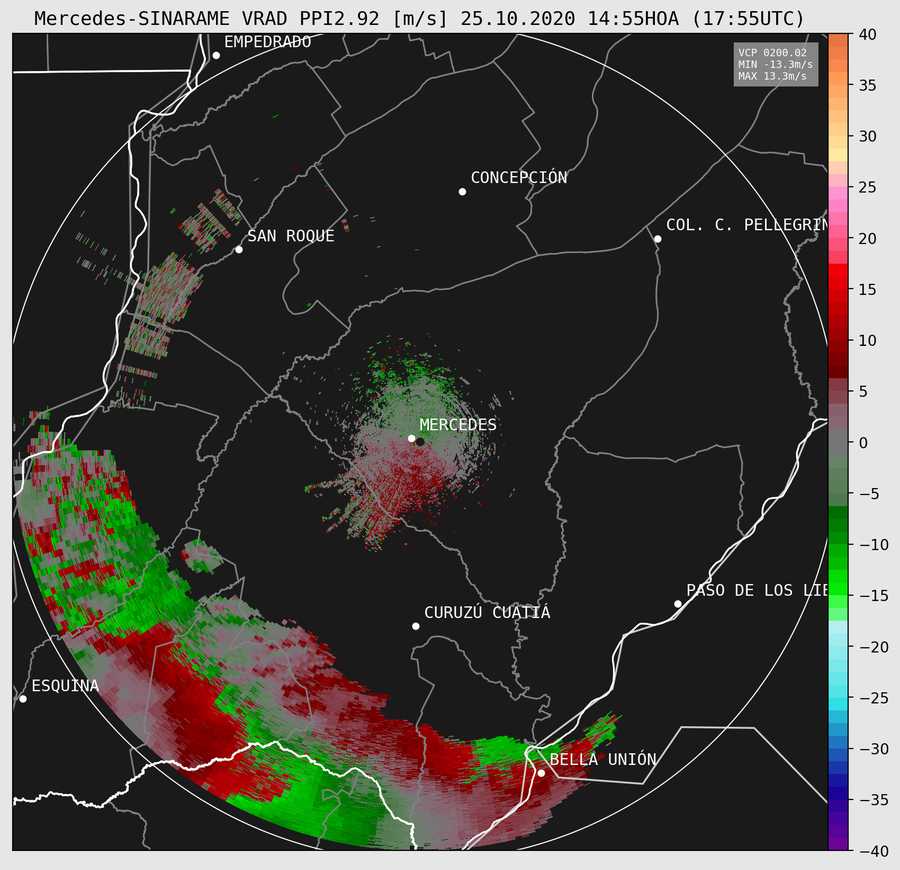 Mercedes-SINARAME VRAD PPI2.92 [m/s] 25.10.2020 14:55HOA (17:55UTC)
EMPEDRADO
VCP 0200.02
MIN -13.3m/s
MAX 13.3m/s
CONCEPCIÓN
SAN ROQUE
COL. C. PELLEGRIN
MERCEDES
PASO DE LOS LIE
CURUZÚ CUATIÁ
ESQUINA
BELLA UNIÓN
40
35
30
25
20
15
10
5
0
−5
−10
−15
−20
−25
−30
−35
−40